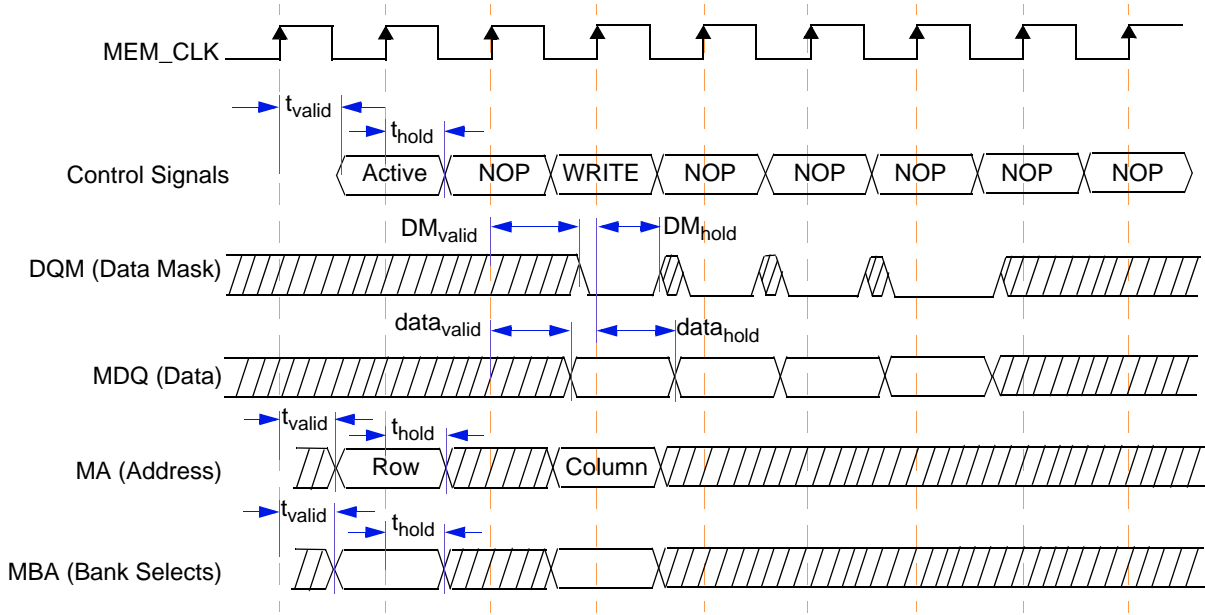 MEM_CLK
tvalid
thold
Control Signals
Active NOP WRITE NOP NOP NOP NOP NOP
DMvalid DMhold
DQM (Data Mask)
datavalid datahold
MDQ (Data)
tvalid
thold
MA (Address)
Row Column
tvalid
thold
MBA (Bank Selects)